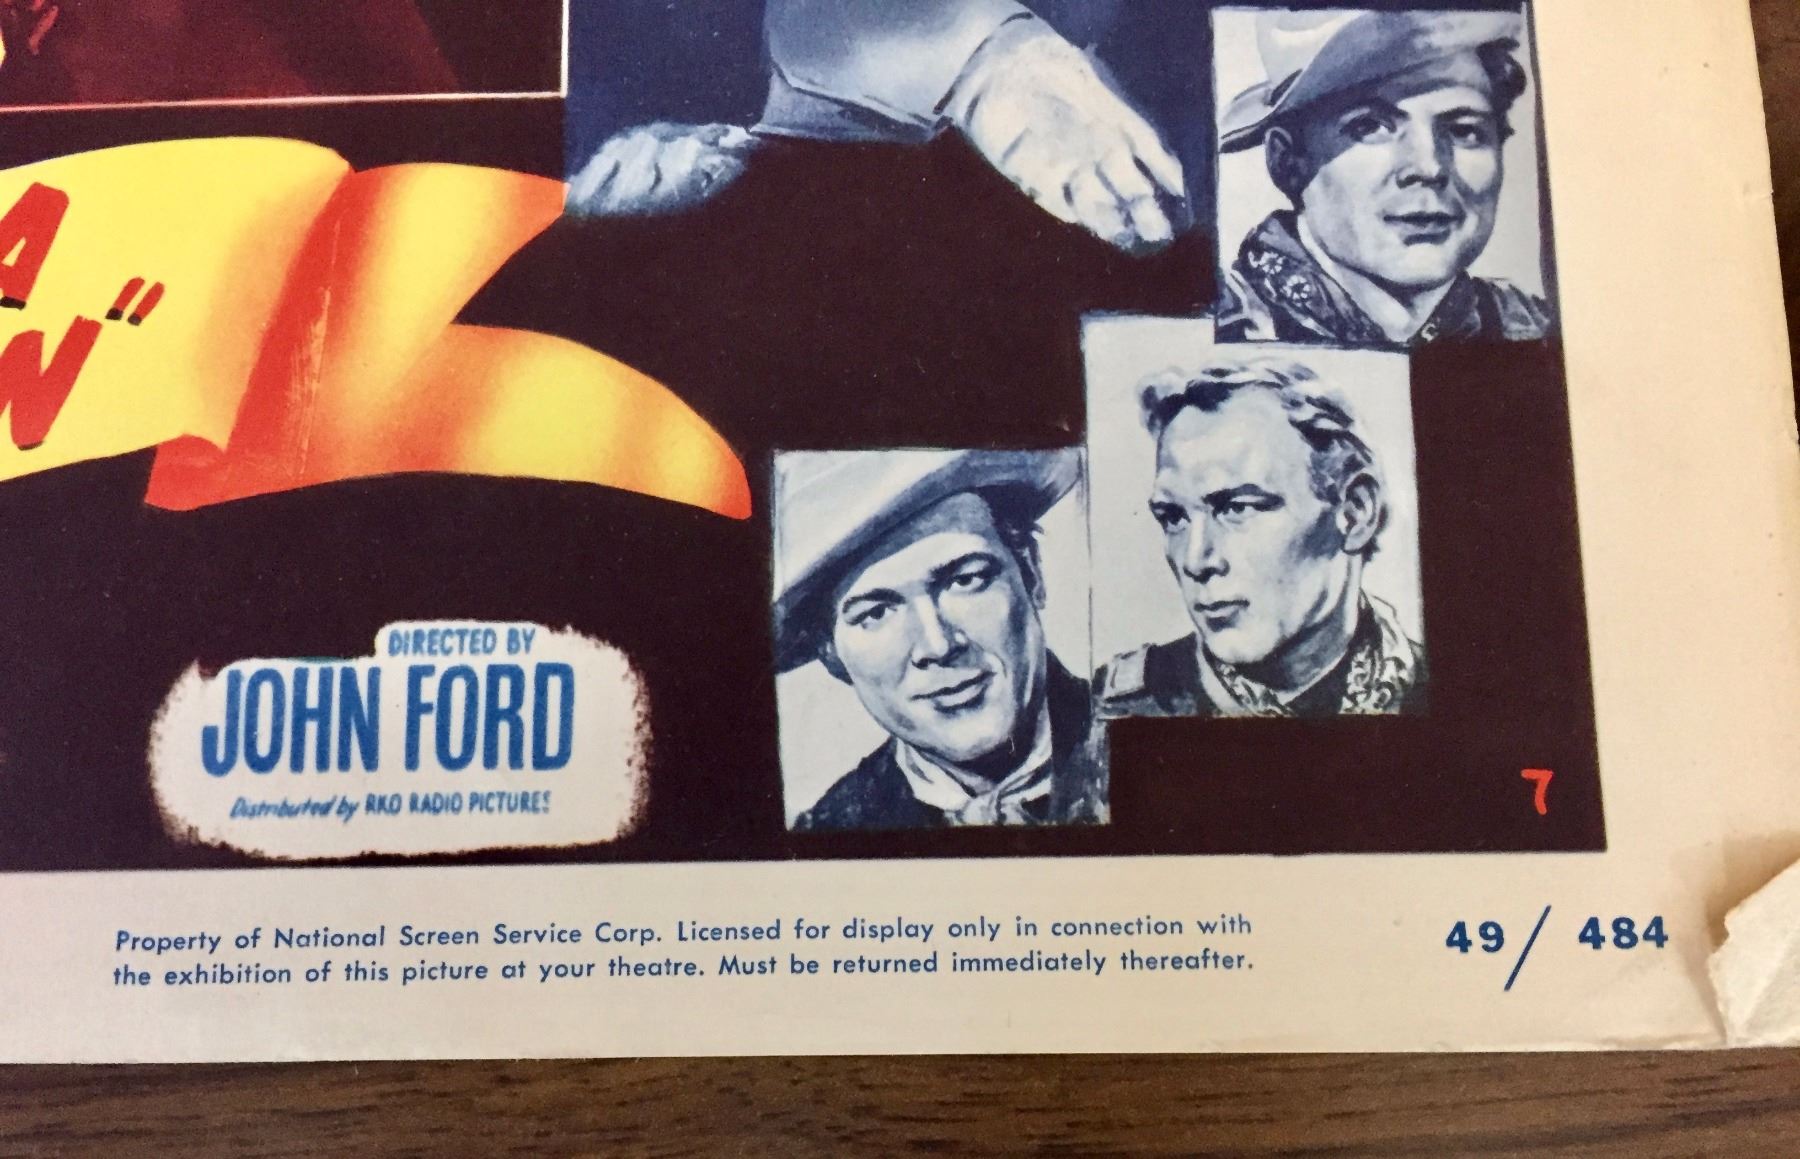 A
N"
DIRECTED BY
JOHN FORD
Distributed by RKO RADIO PICTURES
7
Property of National Screen Service Corp. Licensed for display only in connection with
the exhibition of this picture at your theatre. Must be returned immediately thereafter.
49/484